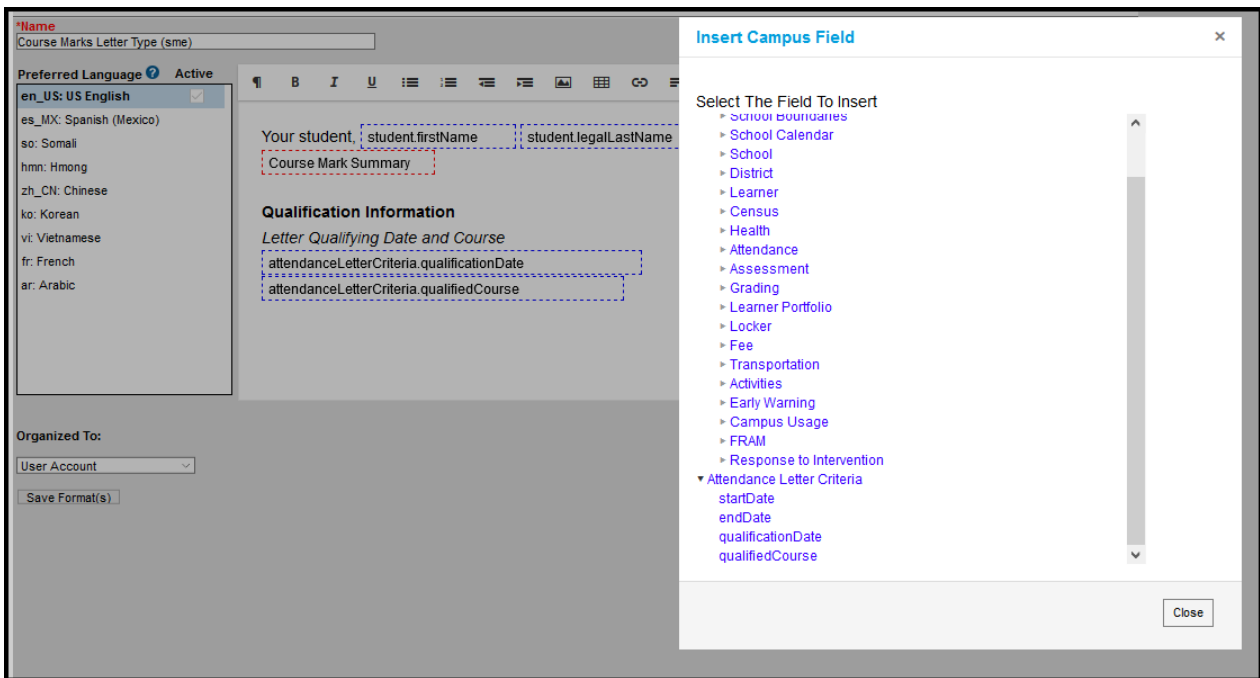 *Name
Course Marks Letter Type (sme)
Preferred Language ? Active
en_US: US English
es_MX: Spanish (Mexico)
so: Somali
hmn: Hmong
zh_CN: Chinese
ko: Korean
vi: Vietnamese
fr: French
ar: Arabic
Organized To:
User Account
Save Format(s)
¶ B I U
Your student, student.firstName student.legalLastName
Course Mark Summary
Qualification Information
Letter Qualifying Date and Course
attendanceLetterCriteria.qualificationDate
attendanceLetterCriteria.qualifiedCourse
Insert Campus Field ×
Select The Field To Insert
School Boundaries
School Calendar
School
District
Learner
Census
Health
Attendance
Assessment
Grading
Learner Portfolio
Locker
Fee
Transportation
Activities
Early Warning
Campus Usage
FRAM
Response to Intervention
Attendance Letter Criteria
startDate
endDate
qualificationDate
qualifiedCourse
Close